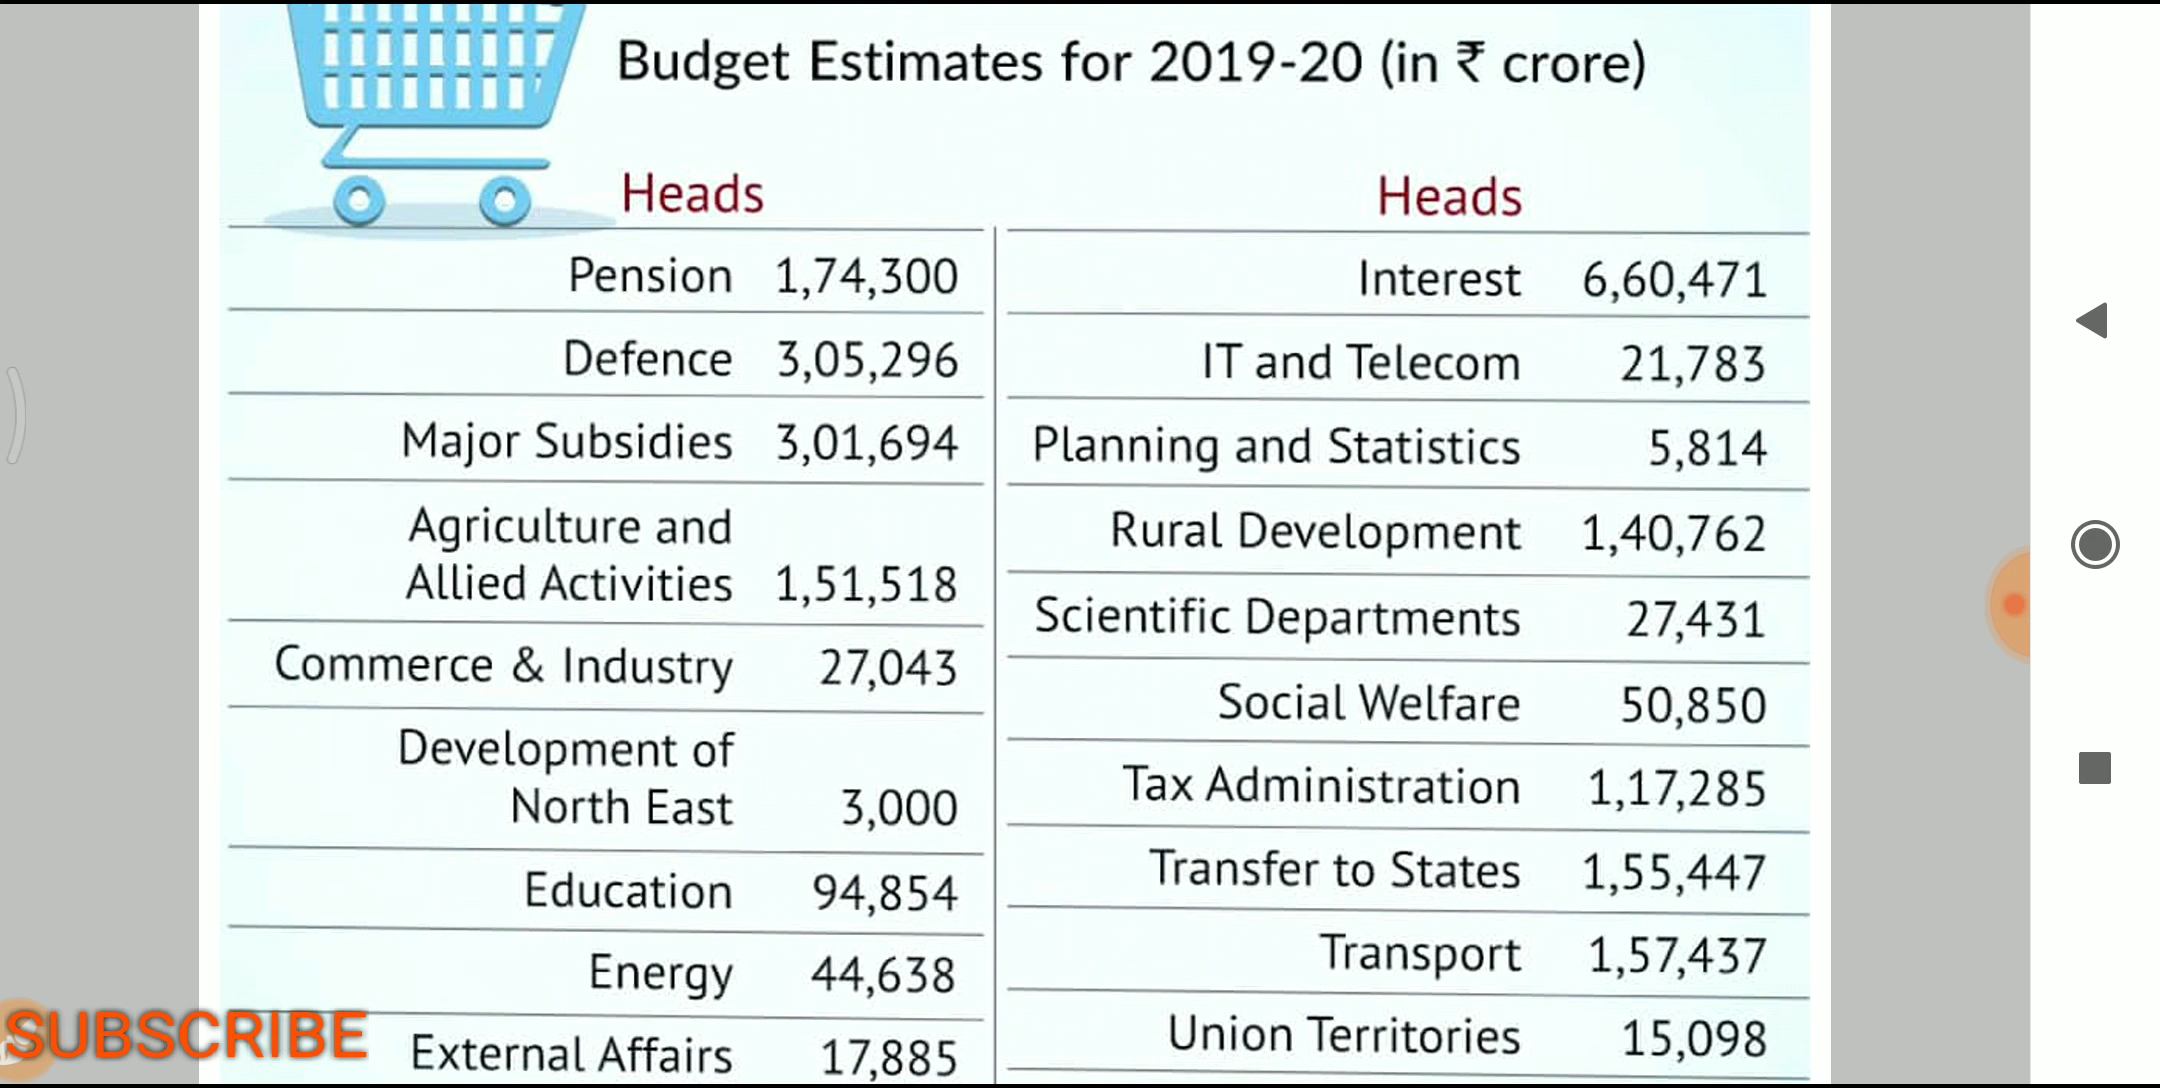 Budget Estimates for 2019-20 (in ₹ crore)
Heads
Pension 1,74,300
Defence 3,05,296
Major Subsidies 3,01,694
Agriculture and
Allied Activities 1,51,518
Commerce & Industry 27,043
Development of
North East 3,000
Education 94,854
Energy 44,638
External Affairs 17,885
Heads
Interest 6,60,471
IT and Telecom 21,783
Planning and Statistics 5,814
Rural Development 1,40,762
Scientific Departments 27,431
Social Welfare 50,850
Tax Administration 1,17,285
Transfer to States 1,55,447
Transport 1,57,437
Union Territories 15,098
SUBSCRIBE